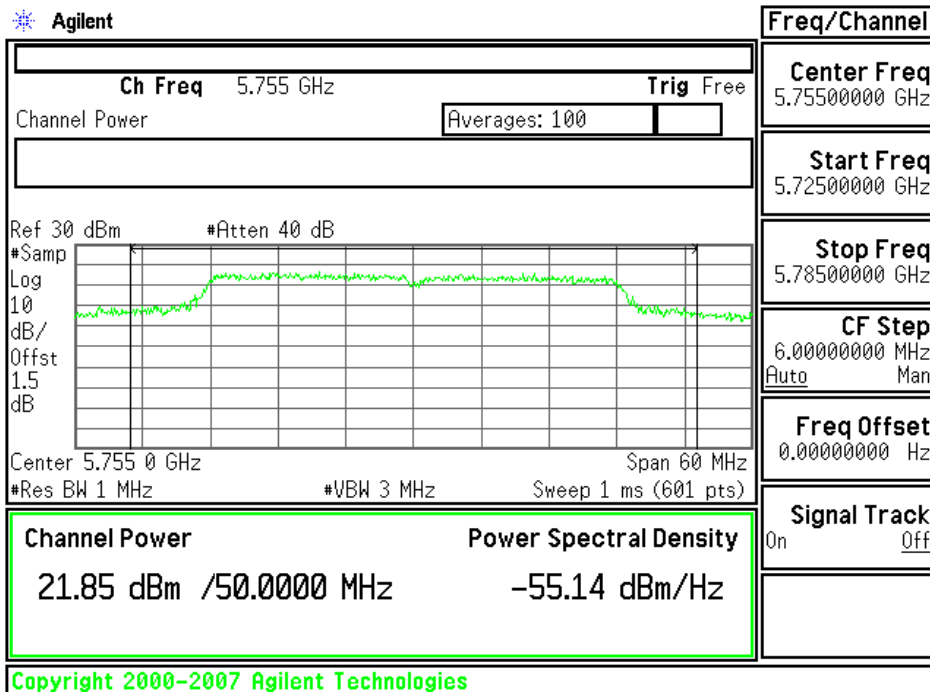 Agilent
Freq/Channel
Ch Freq 5.755 GHz Trig Free
Channel Power Averages: 100
Ref 30 dBm #Atten 40 dB
#Samp
Log
10
dB/
Offst
1.5
dB
Center 5.755 0 GHz Span 60 MHz
#Res BW 1 MHz #VBW 3 MHz Sweep 1 ms (601 pts)
Channel Power Power Spectral Density
21.85 dBm /50.0000 MHz -55.14 dBm/Hz
Center Freq
5.75500000 GHz
Start Freq
5.72500000 GHz
Stop Freq
5.78500000 GHz
CF Step
6.00000000 MHz
Auto Man
Freq Offset
0.00000000 Hz
Signal Track
On Off
Copyright 2000-2007 Agilent Technologies